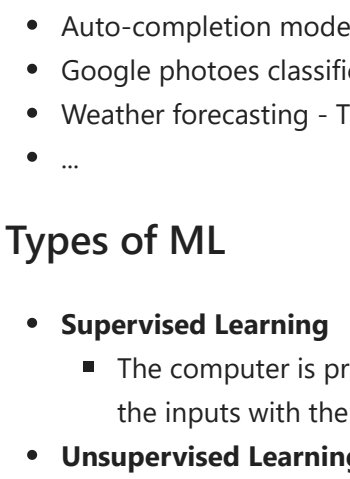 Auto-completion mode
Google photoes classifi
Weather forecasting - T
...
Types of ML
Supervised Learning
The computer is pr
the inputs with the
Unsupervised Learning